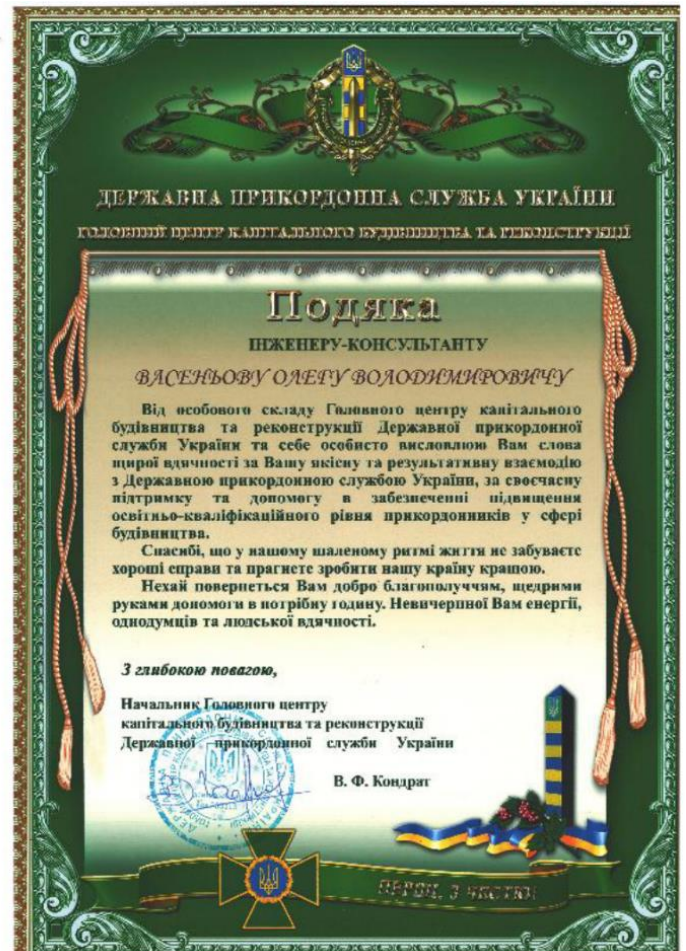 ДЕРЖАВНА ПРИКОРДОННА СЛУЖБА УКРАЇНИ
ГОЛОВНИЙ ЦЕНТР КАПІТАЛЬНОГО БУДІВНИЦТВА ТА РЕКОНСТРУКЦІЇ
Подяка
ІНЖЕНЕРУ-КОНСУЛЬТАНТУ
ВАСЕНЬОВУ ОЛЕГУ ВОЛОДИМИРОВИЧУ
Від особового складу Головного центру капітального
будівництва та реконструкції Державної прикордонної
служби України та себе особисто висловлюю Вам слова
щирої вдячності за Вашу якісну та результативну взаємодію
з Державною прикордонною службою України, за своєчасну
підтримку та допомогу в забезпеченні підвищення
освітньо-кваліфікаційного рівня прикордонників у сфері
будівництва.
Спасибі, що у нашому шаленому ритмі життя не забуваєте
хороші справи та прагнете зробити нашу країну кращою.
Нехай повернеться Вам добро благополуччям, щедрими
руками допомоги в потрібну годину. Невичерпної Вам енергії,
однодумців та людської вдячності.
З глибокою повагою,
Начальник Головного центру
капітального будівництва та реконструкції
Державної прикордонної служби України
В. Ф. Кондрат
З ЧЕСТЮ!